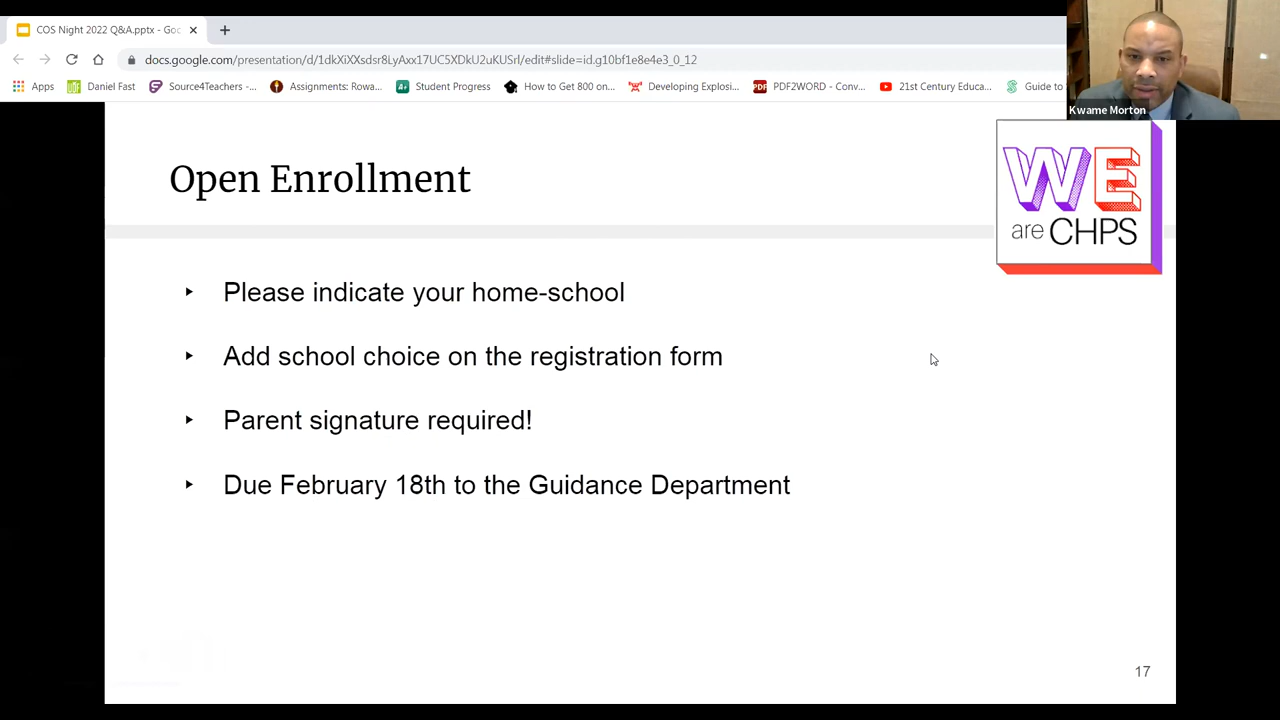 COS Night 2022 Q&A.pptx - Goo
docs.google.com/presentation/d/1dkXiXXsdsr8LyAxx17UC5XDXU2uKUSrl/edit#slide=id.g10bf1e8e4e3_0_12
Apps Daniel Fast Source4Teachers -... Assignments: Rowa... Student Progress How to Get 800 on... Developing Explosi... PDF2WORD - Conv... 21st Century Educa... Guide to
Kwame Morton
WE
are CHPS
Open Enrollment
‣ Please indicate your home-school
‣ Add school choice on the registration form
‣ Parent signature required!
‣ Due February 18th to the Guidance Department
17